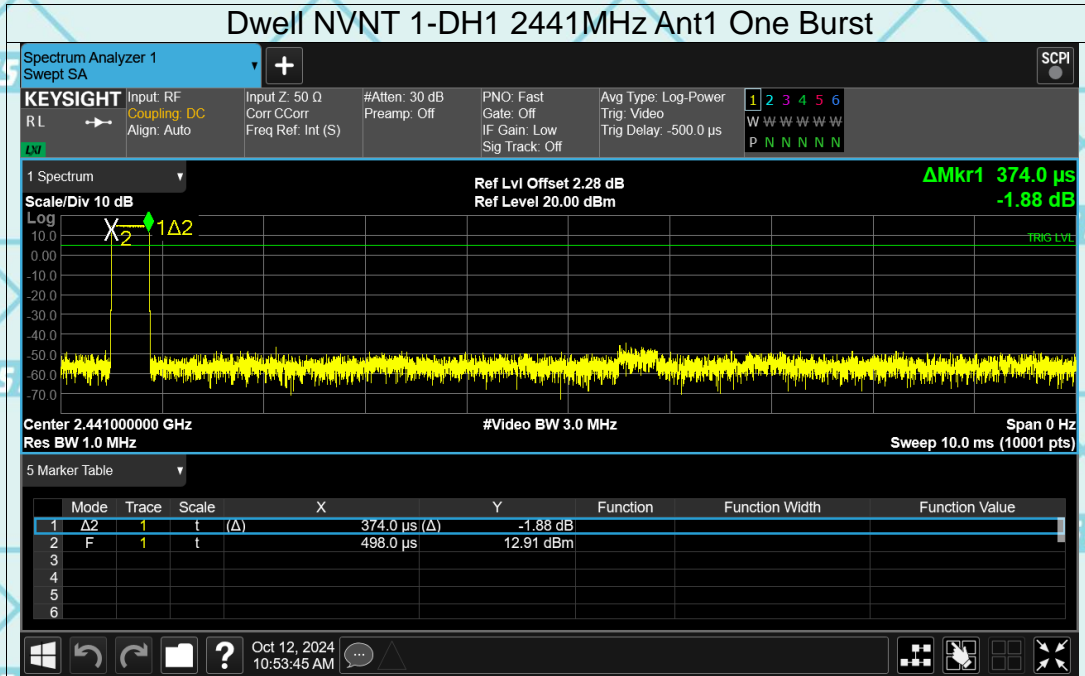 Dwell NVNT 1-DH1 2441MHz Ant1 One Burst
Spectrum Analyzer 1
Swept SA
+
SCPI
KEYSIGHT Input: RF Input Z: 50 Ω #Atten: 30 dB PNO: Fast Avg Type: Log-Power 1 2 3 4 5 6
RL Coupling: DC Corr CCorr Preamp: Off Gate: Off Trig: Video W W W W W W
Align: Auto Freq Ref: Int (S) IF Gain: Low Trig Delay: -500.0 µs P N N N N N
LXI Sig Track: Off
1 Spectrum Ref Lvl Offset 2.28 dB ΔMkr1 374.0 µs
Scale/Div 10 dB Ref Level 20.00 dBm -1.88 dB
Log
X2 1Δ2
10.0 TRIG LVL
0.00
-10.0
-20.0
-30.0
-40.0
-50.0
-60.0
-70.0
Center 2.441000000 GHz #Video BW 3.0 MHz Span 0 Hz
Res BW 1.0 MHz Sweep 10.0 ms (10001 pts)
5 Marker Table
Mode Trace Scale X Y Function Function Width Function Value
1 Δ2 1 t (Δ) 374.0 µs (Δ) -1.88 dB
2 F 1 t 498.0 µs 12.91 dBm
3
4
5
6
? Oct 12, 2024
10:53:45 AM